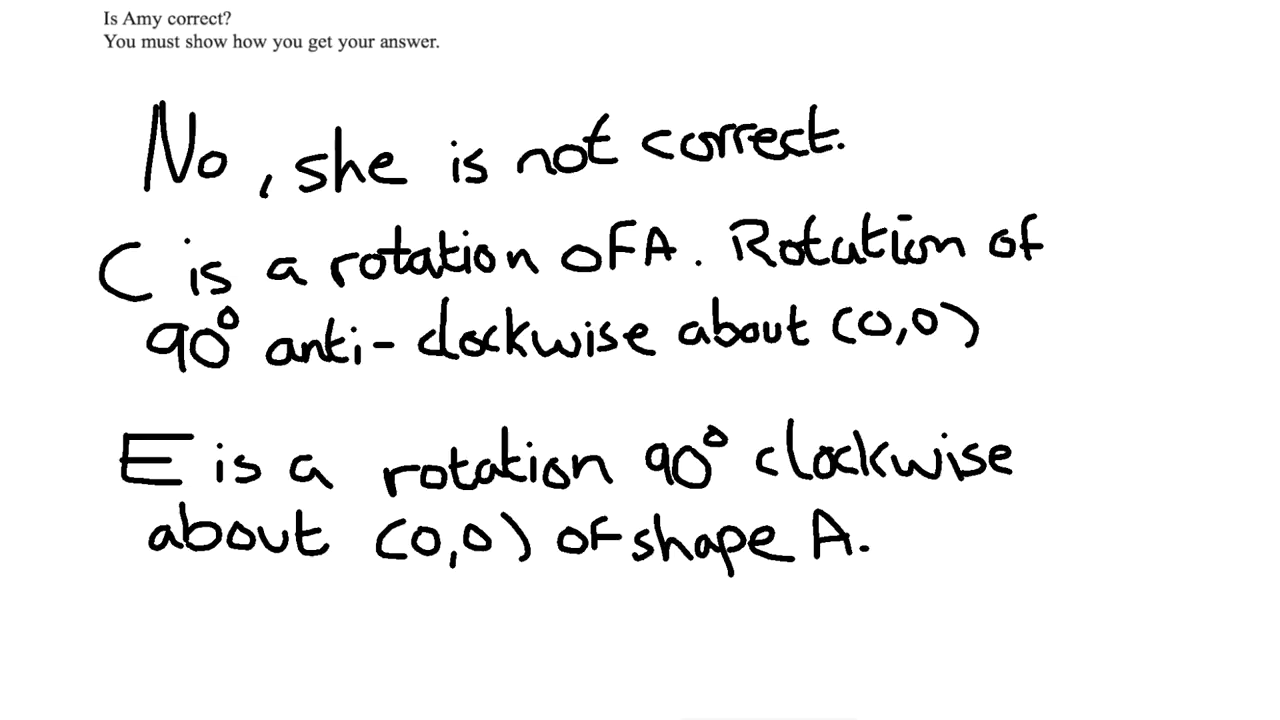 Is Amy correct?
You must show how you get your answer.
No, she is not correct.
C is a rotation of A. Rotation of
90° anti-clockwise about (0,0)
E is a rotation 90° clockwise
about (0,0) of shape A.